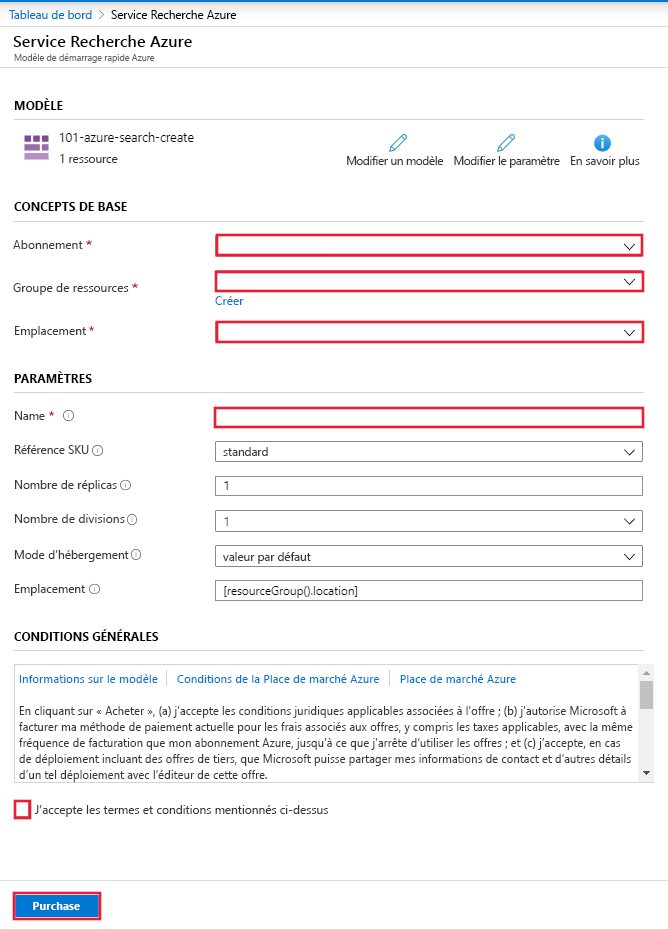 Tableau de bord > Service Recherche Azure
Service Recherche Azure
Modèle de démarrage rapide Azure
MODÈLE
101-azure-search-create
1 ressource
Modifier un modèle
Modifier le paramètre
En savoir plus
CONCEPTS DE BASE
Abonnement *
Groupe de ressources *
Créer
Emplacement *
PARAMÈTRES
Name *
Référence SKU
standard
Nombre de réplicas
1
Nombre de divisions
1
Mode d'hébergement
valeur par défaut
Emplacement
[resourceGroup().location]
CONDITIONS GÉNÉRALES
Informations sur le modèle
Conditions de la Place de marché Azure
Place de marché Azure
En cliquant sur « Acheter », (a) j'accepte les conditions juridiques applicables associées à l'offre ; (b) j'autorise Microsoft à
facturer ma méthode de paiement actuelle pour les frais associés aux offres, y compris les taxes applicables, avec la même
fréquence de facturation que mon abonnement Azure, jusqu'à ce que j'arrête d'utiliser les offres ; et (c) j'accepte, en cas
de déploiement incluant des offres de tiers, que Microsoft puisse partager mes informations de contact et d'autres détails
d'un tel déploiement avec l'éditeur de cette offre.
J'accepte les termes et conditions mentionnés ci-dessus
Purchase